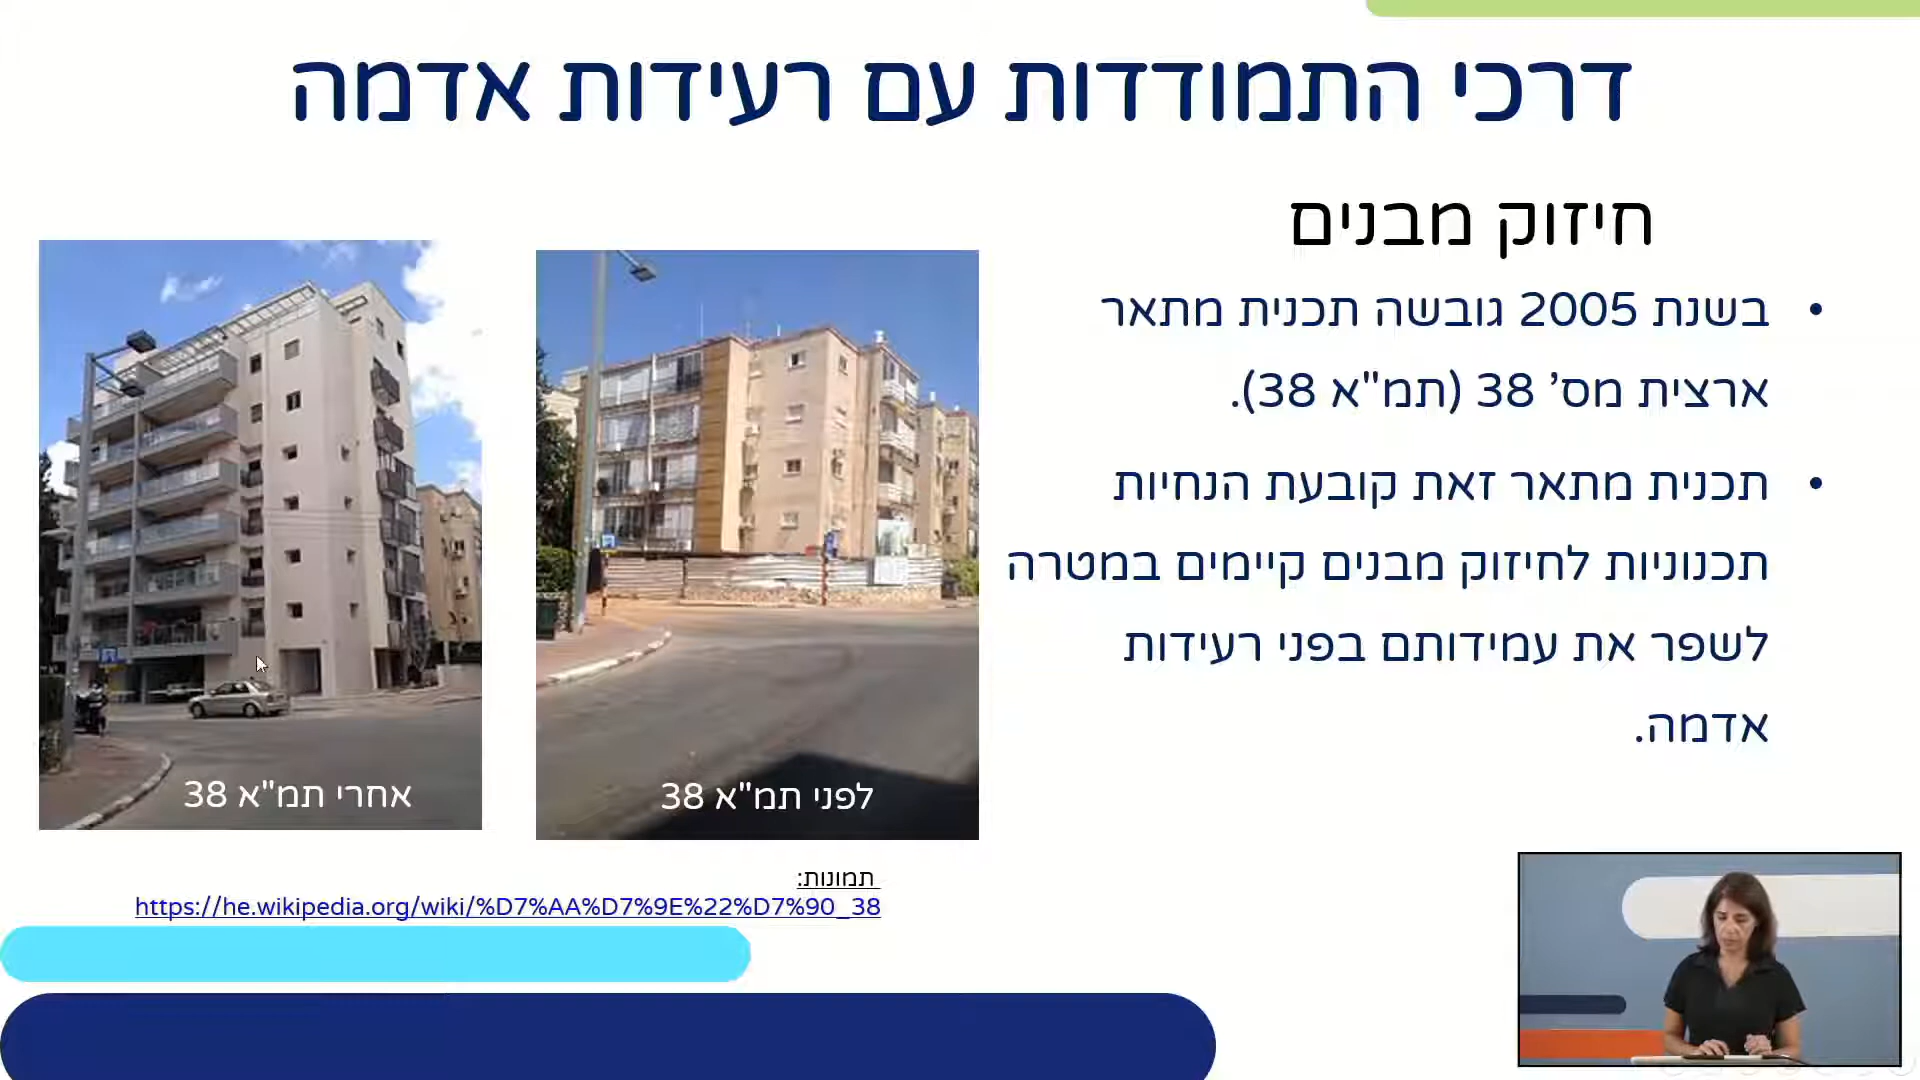 דרכי התמודדות עם רעידות אדמה
חיזוק מבנים
• בשנת 2005 גובשה תכנית מתאר
ארצית מס' 38 (תמ"א 38).
• תכנית מתאר זאת קובעת הנחיות
תכנוניות לחיזוק מבנים קיימים במטרה
לשפר את עמידותם בפני רעידות
אדמה.
לפני תמ"א 38
אחרי תמ"א 38
תמונות:
https://he.wikipedia.org/wiki/%D7%AA%D7%9E%22%D7%90_38